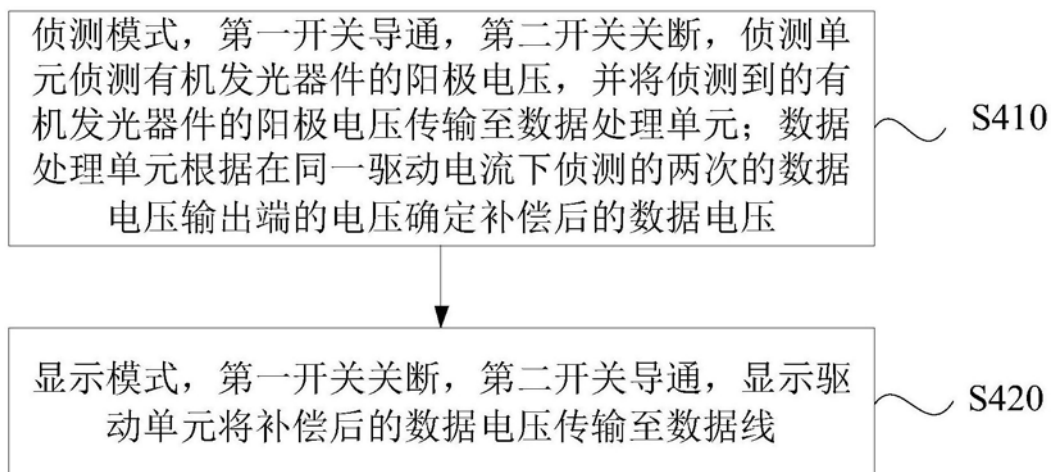 侦测模式，第一开关导通，第二开关关断，侦测单
元侦测有机发光器件的阳极电压，并将侦测到的有
机发光器件的阳极电压传输至数据处理单元；数据
处理单元根据在同一驱动电流下侦测的两次的数据
电压输出端的电压确定补偿后的数据电压
S410
显示模式，第一开关关断，第二开关导通，显示驱
动单元将补偿后的数据电压传输至数据线
S420